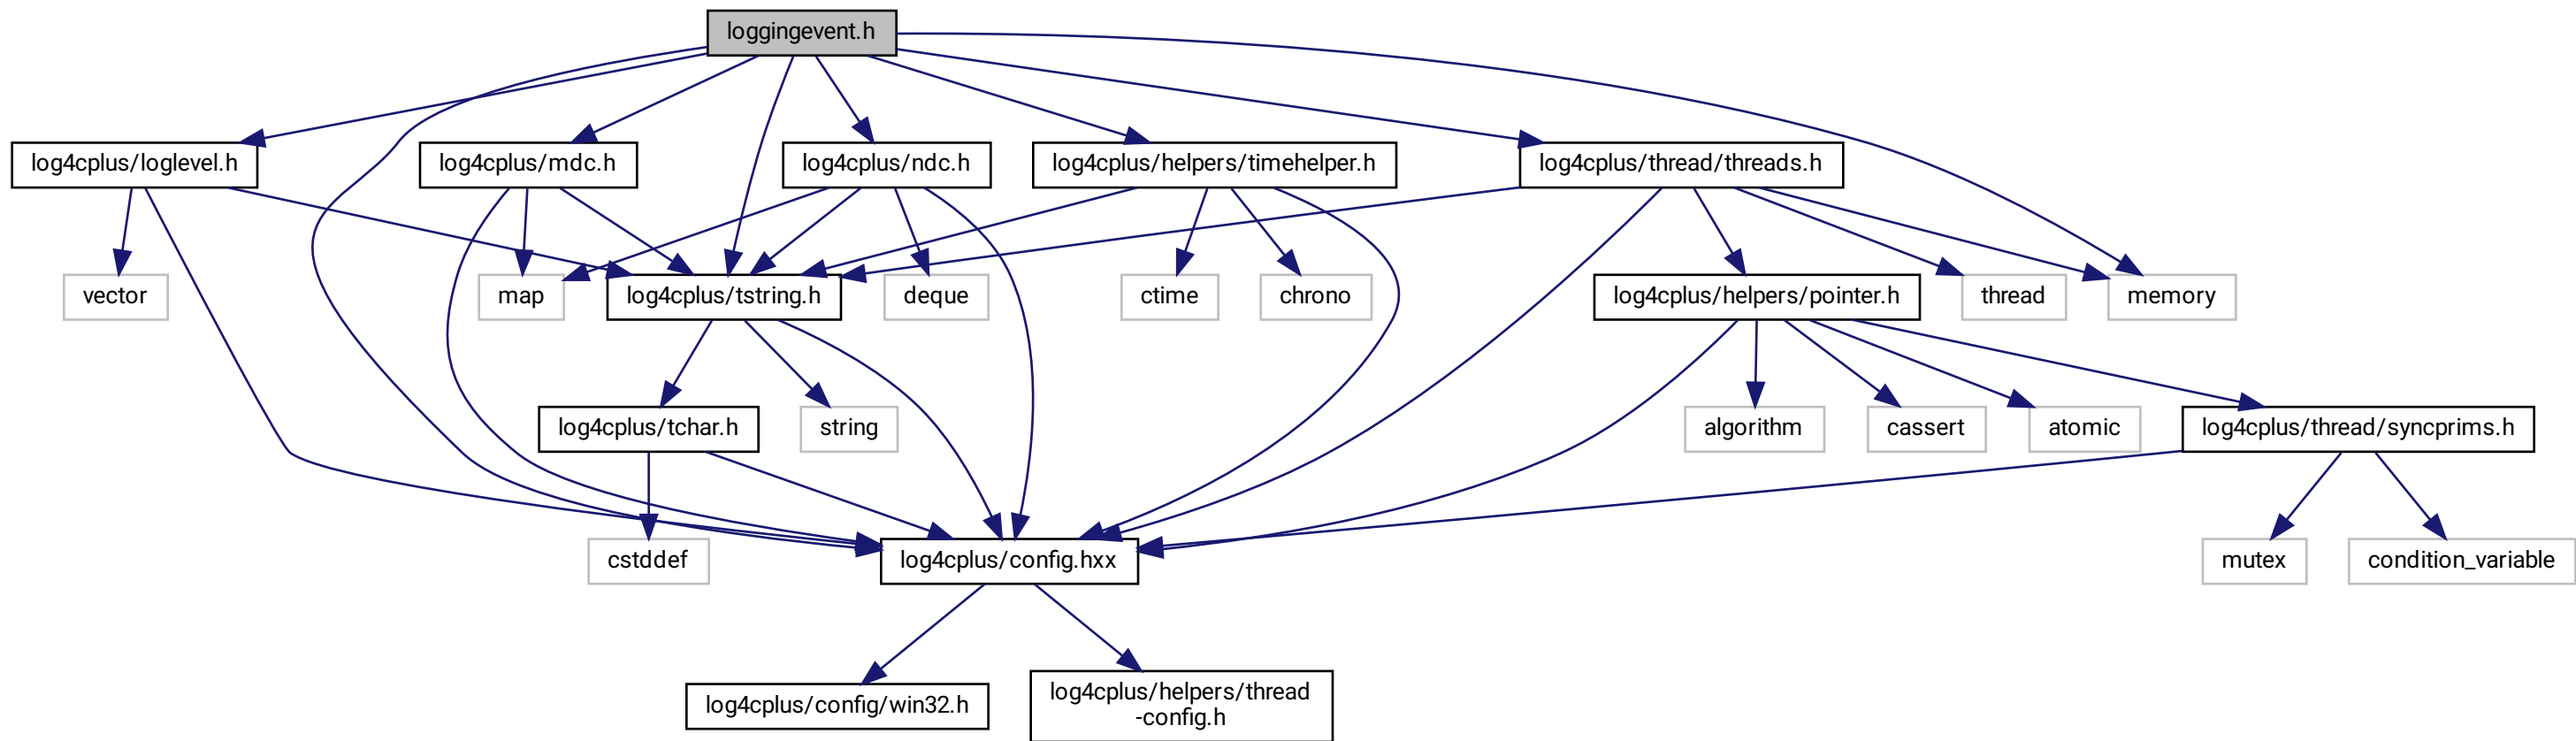 loggingevent.h
log4cplus/loglevel.h
log4cplus/mdc.h
log4cplus/ndc.h
log4cplus/helpers/timehelper.h
log4cplus/thread/threads.h
vector
map
log4cplus/tstring.h
deque
ctime
chrono
log4cplus/helpers/pointer.h
thread
memory
log4cplus/tchar.h
string
algorithm
cassert
atomic
log4cplus/thread/syncprims.h
cstddef
log4cplus/config.hxx
mutex
condition_variable
log4cplus/config/win32.h
log4cplus/helpers/thread
-config.h